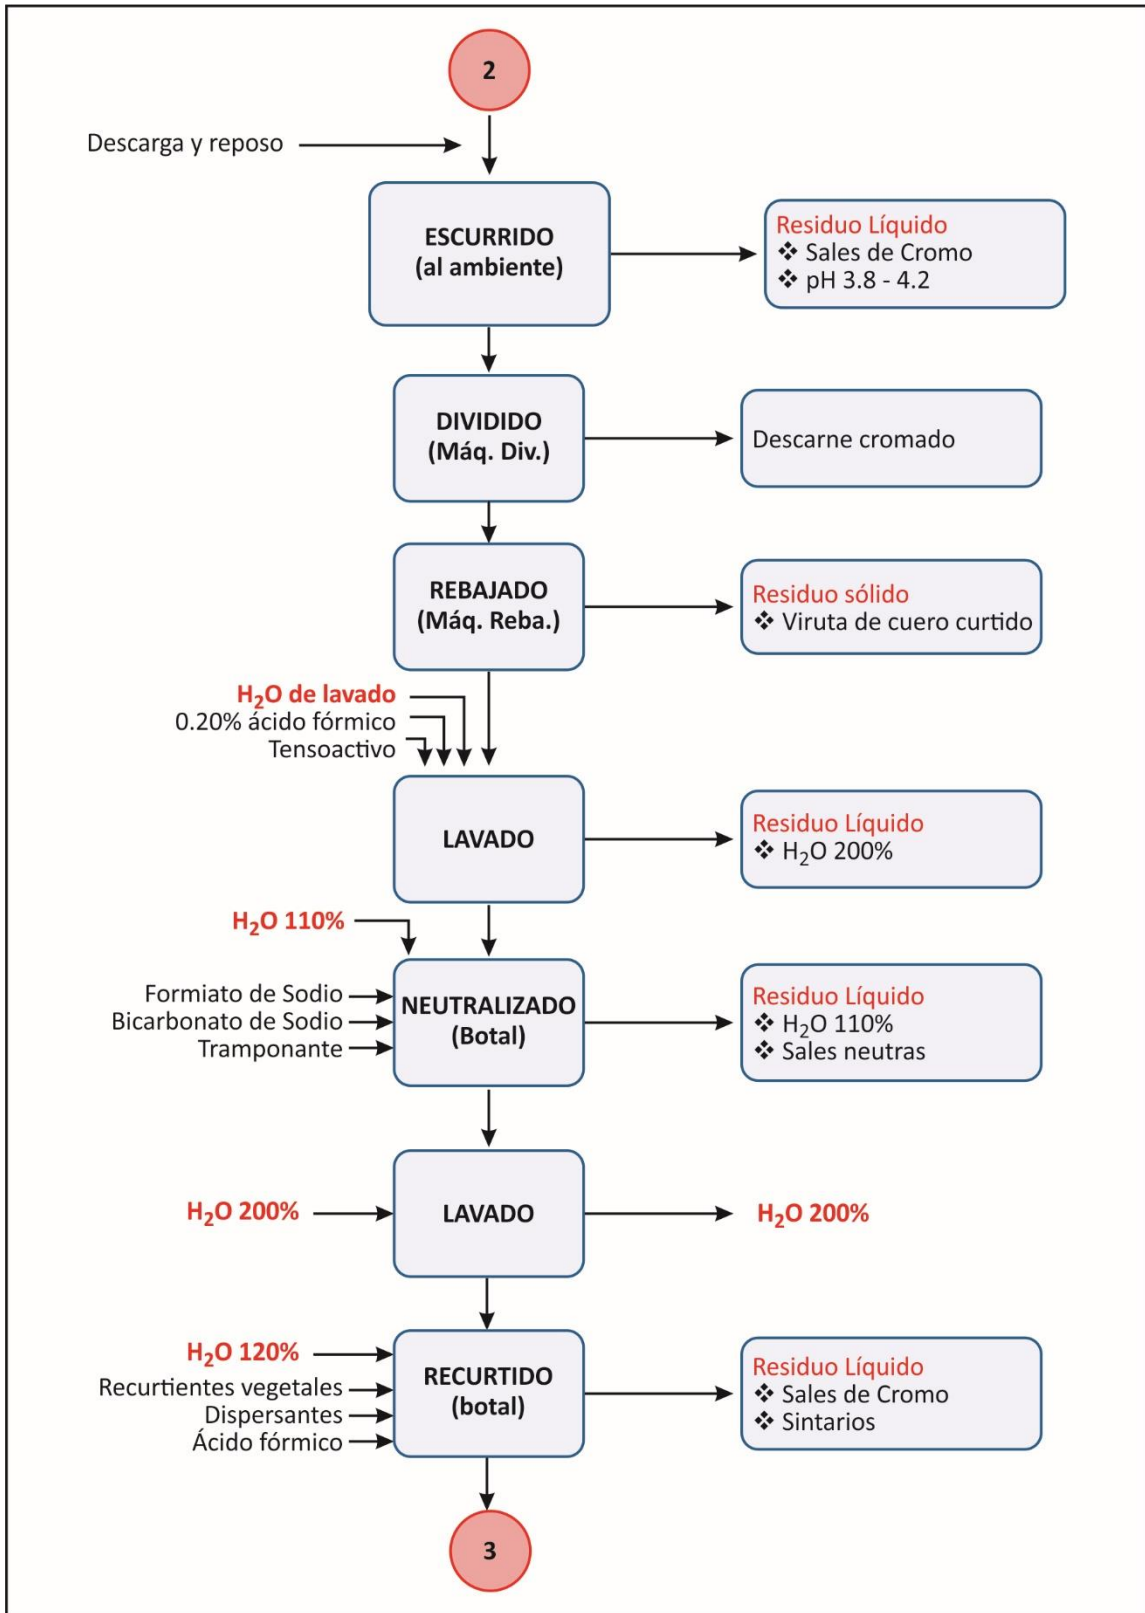 2
Descarga y reposo
ESCURRIDO
(al ambiente)
Residuo Líquido
❖ Sales de Cromo
❖ pH 3.8 - 4.2
DIVIDIDO
(Máq. Div.)
Descarne cromado
REBAJADO
(Máq. Reba.)
Residuo sólido
❖ Viruta de cuero curtido
H₂O de lavado
0.20% ácido fórmico
Tensoactivo
LAVADO
Residuo Líquido
❖ H₂O 200%
H₂O 110%
Formiato de Sodio
Bicarbonato de Sodio
Tramponante
NEUTRALIZADO
(Botal)
Residuo Líquido
❖ H₂O 110%
❖ Sales neutras
H₂O 200%
LAVADO
H₂O 200%
H₂O 120%
Recurtientes vegetales
Dispersantes
Ácido fórmico
RECURTIDO
(botal)
Residuo Líquido
❖ Sales de Cromo
❖ Sintarios
3